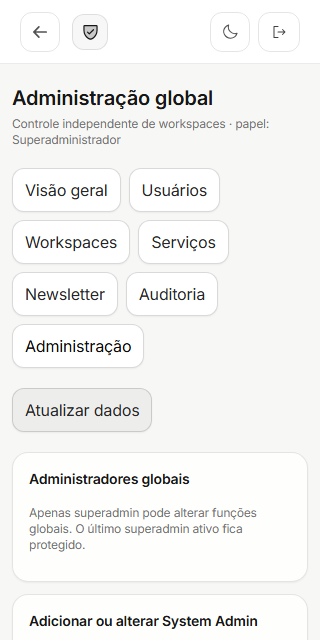 Administração global
Controle independente de workspaces · papel:
Superadministrador
Visão geral
Usuários
Workspaces
Serviços
Newsletter
Auditoria
Administração
Atualizar dados
Administradores globais
Apenas superadmin pode alterar funções
globais. O último superadmin ativo fica
protegido.
Adicionar ou alterar System Admin